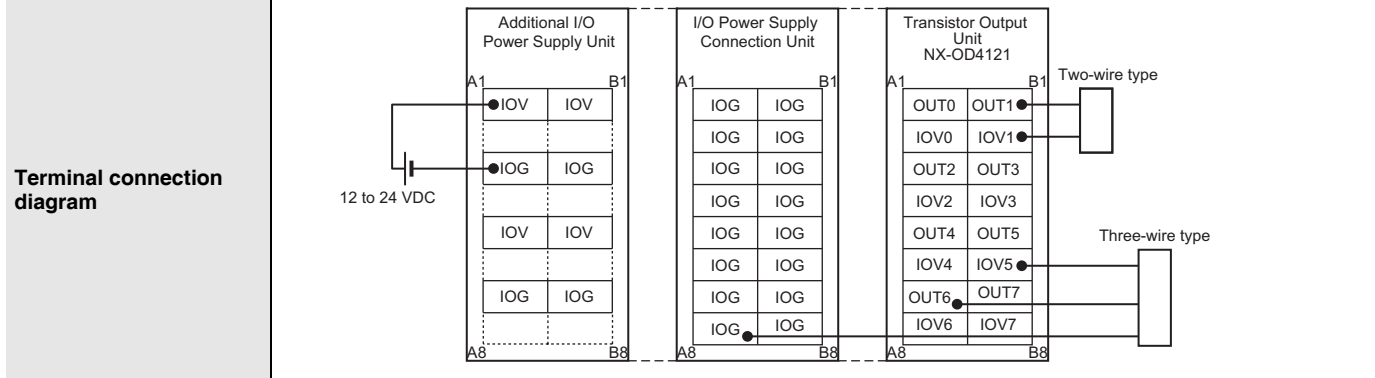 Terminal connection
diagram
Additional I/O
Power Supply Unit
I/O Power Supply
Connection Unit
Transistor Output
Unit
NX-OD4121
A1 B1 A1 B1 A1 B1
Two-wire type
IOV IOV IOG IOG OUT0 OUT1
IOG IOG IOV0 IOV1
IOG IOG IOG IOG OUT2 OUT3
12 to 24 VDC
IOG IOG IOV2 IOV3
IOV IOV IOG IOG OUT4 OUT5
Three-wire type
IOG IOG IOV4 IOV5
IOG IOG IOG IOG OUT6 OUT7
IOG IOG IOV6 IOV7
A8 B8 A8 B8 A8 B8